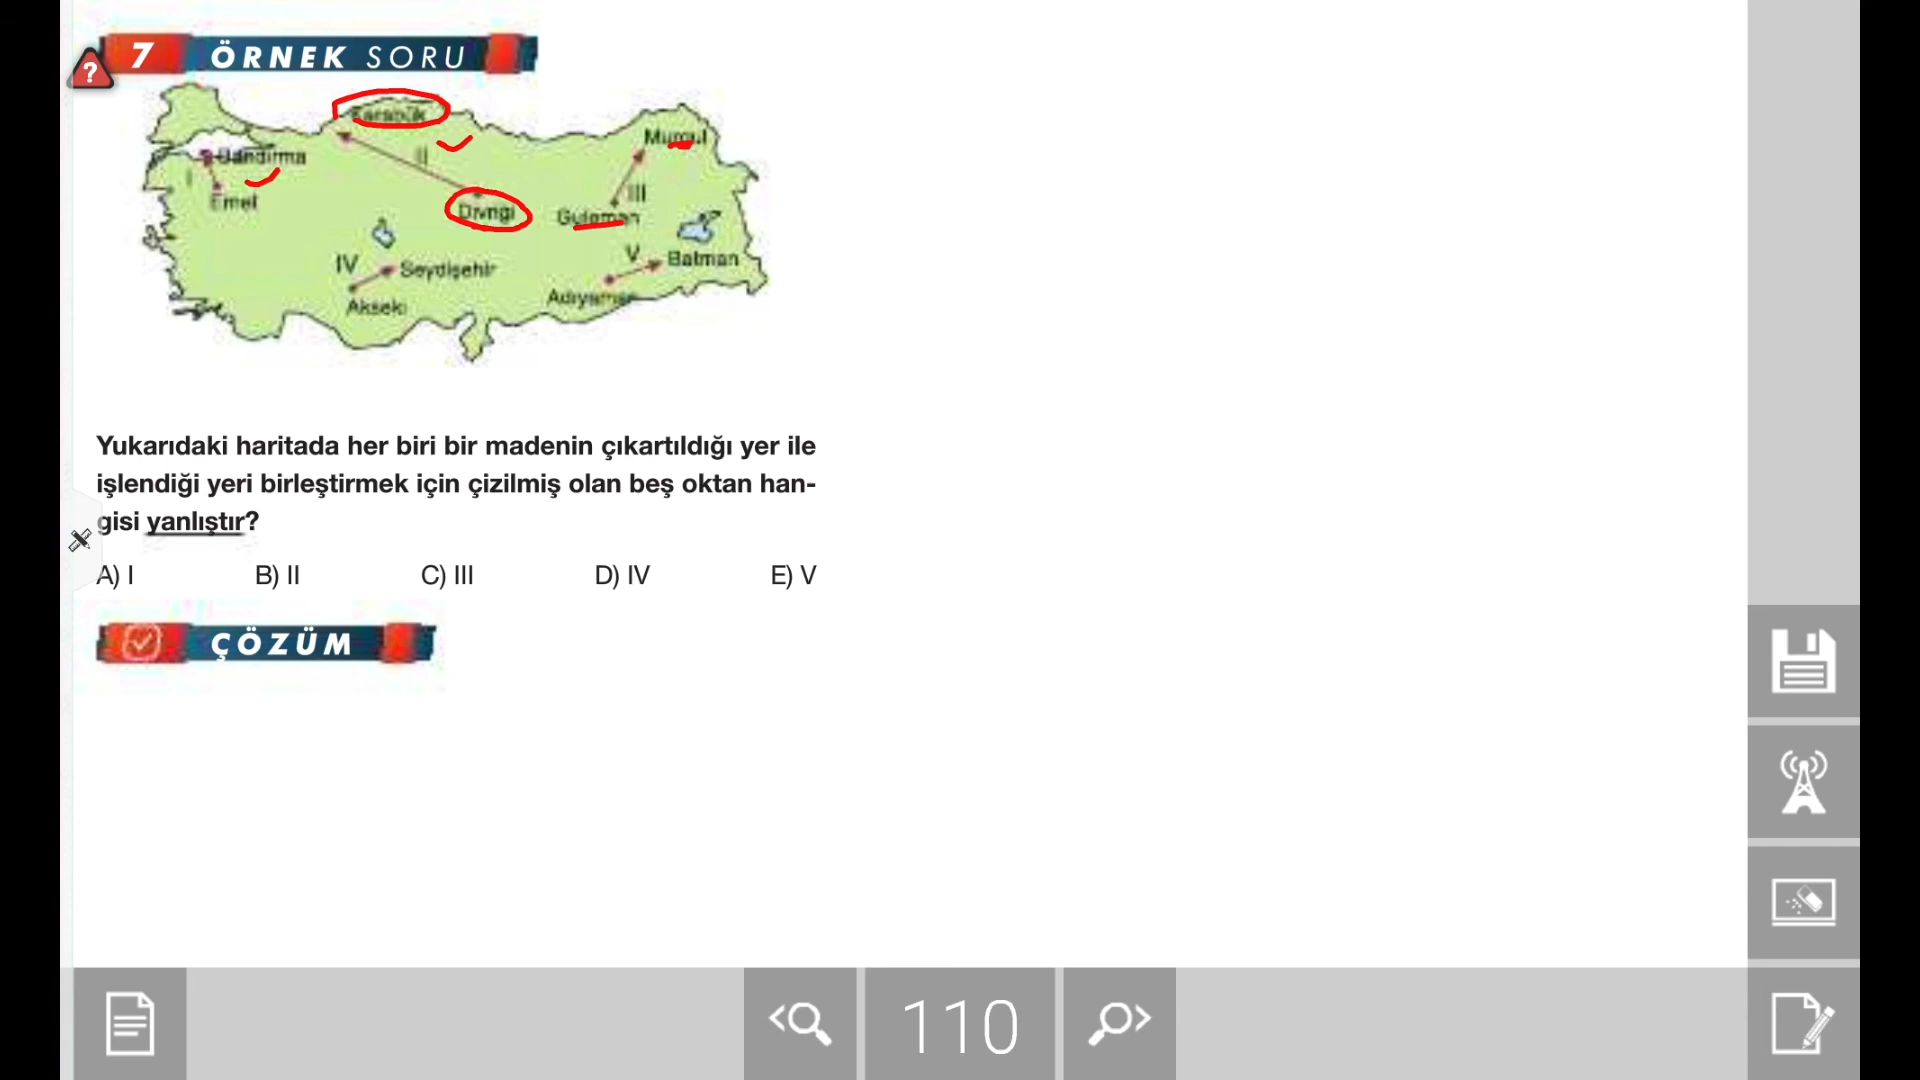 7 ÖRNEK SORU
?
Karabük
Murgul
Bandırma
II
I
Emet
III
Divriği
Guleman
V
Batman
IV
Seydişehir
Adıyaman
Akseki
Yukarıdaki haritada her biri bir madenin çıkartıldığı yer ile
işlendiği yeri birleştirmek için çizilmiş olan beş oktan han-
gisi yanlıştır?
A) I B) II C) III D) IV E) V
ÇÖZÜM
110